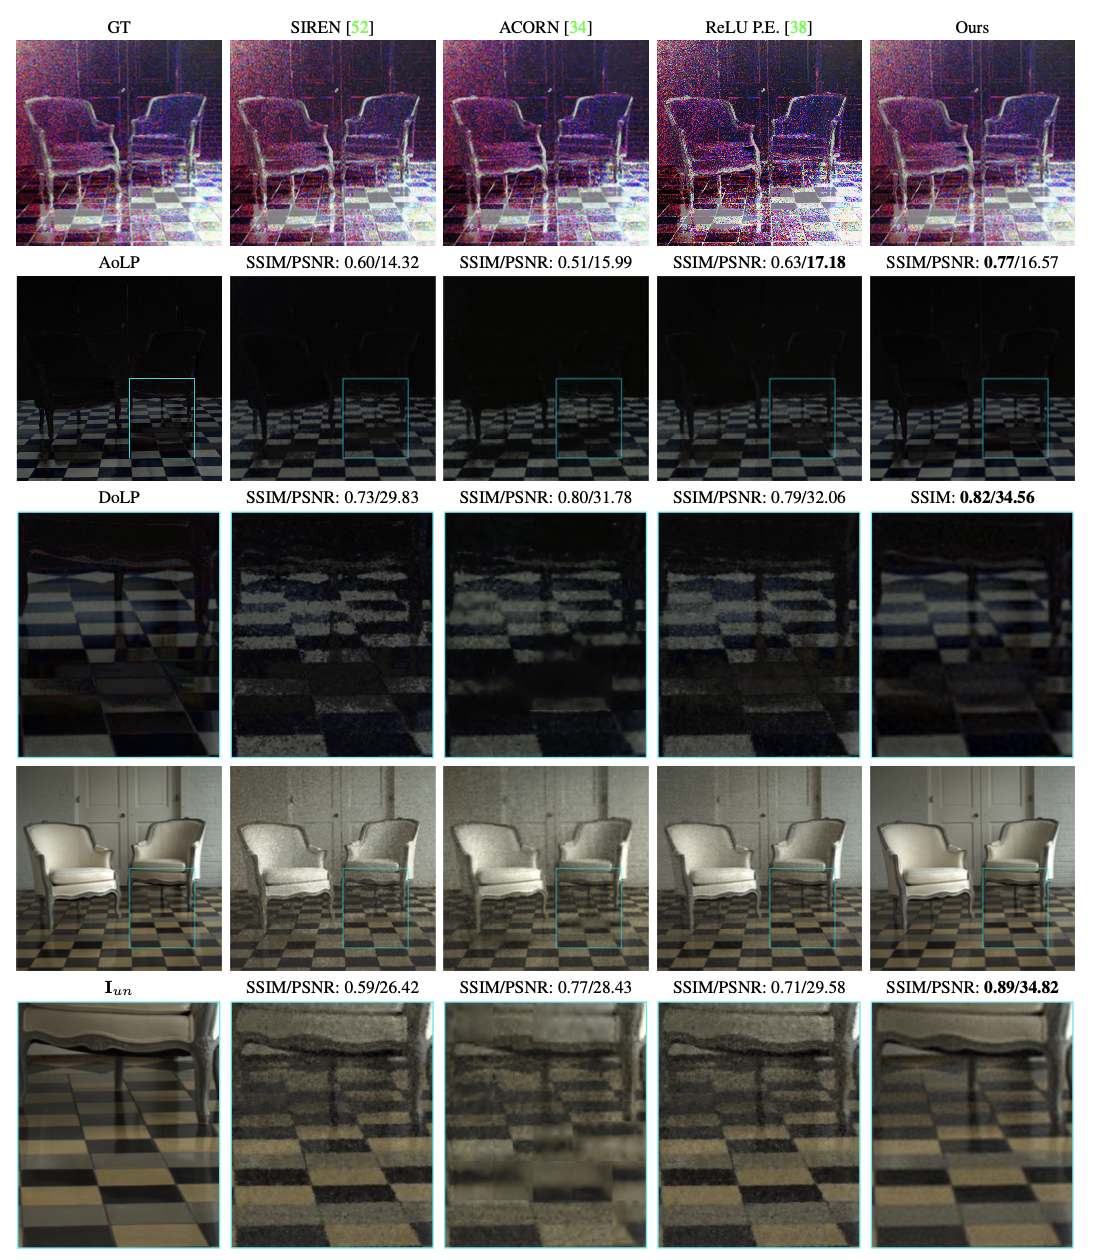 GT SIREN [52] ACORN [34] ReLU P.E. [38] Ours
AoLP SSIM/PSNR: 0.60/14.32 SSIM/PSNR: 0.51/15.99 SSIM/PSNR: 0.63/17.18 SSIM/PSNR: 0.77/16.57
DoLP SSIM/PSNR: 0.73/29.83 SSIM/PSNR: 0.80/31.78 SSIM/PSNR: 0.79/32.06 SSIM: 0.82/34.56
I_un SSIM/PSNR: 0.59/26.42 SSIM/PSNR: 0.77/28.43 SSIM/PSNR: 0.71/29.58 SSIM/PSNR: 0.89/34.82